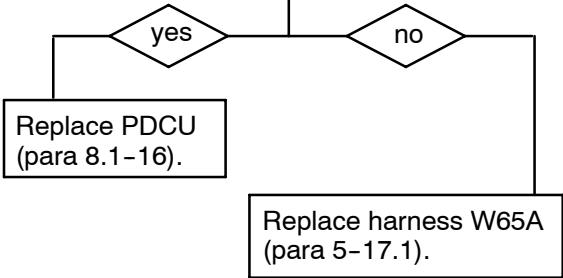 yes
no
Replace PDCU
(para 8.1-16).
Replace harness W65A
(para 5-17.1).